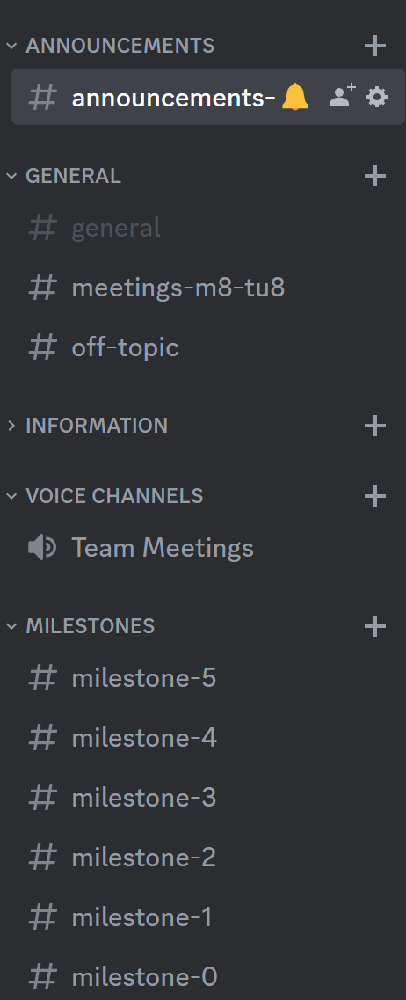 ANNOUNCEMENTS
announcements-🔔
GENERAL
general
meetings-m8-tu8
off-topic
INFORMATION
VOICE CHANNELS
Team Meetings
MILESTONES
milestone-5
milestone-4
milestone-3
milestone-2
milestone-1
milestone-0